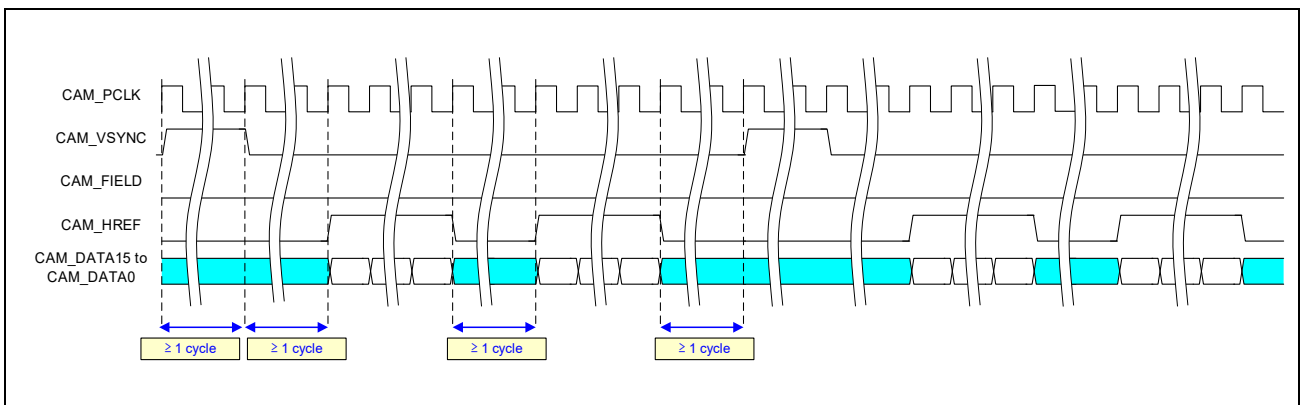 CAM_PCLK
CAM_VSYNC
CAM_FIELD
CAM_HREF
CAM_DATA15 to
CAM_DATA0
≥ 1 cycle
≥ 1 cycle
≥ 1 cycle
≥ 1 cycle